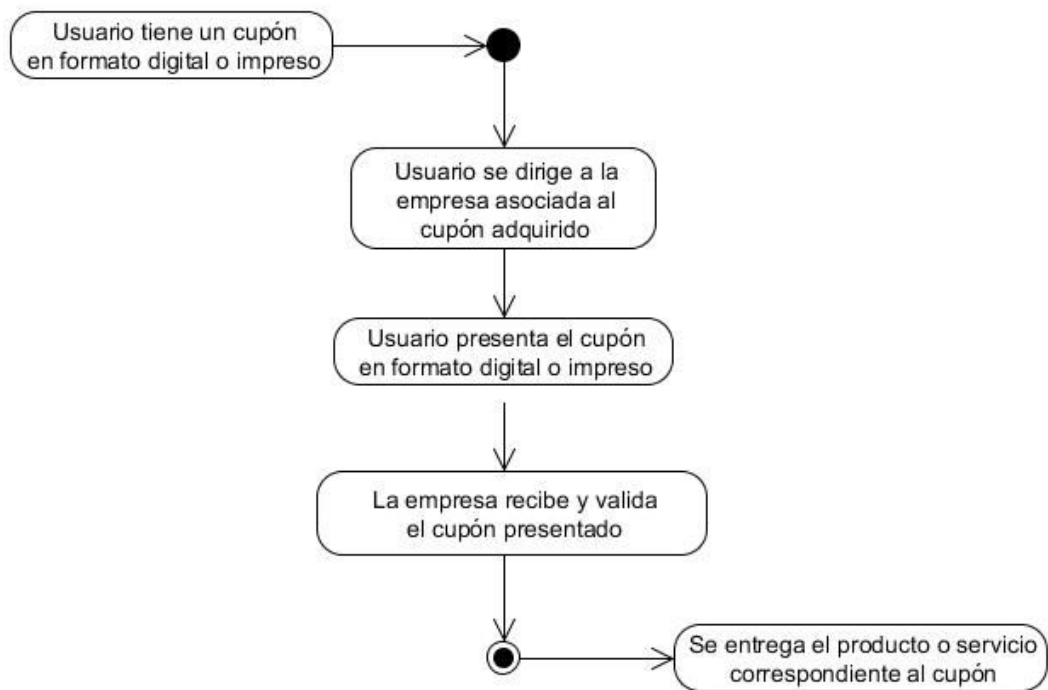 Usuario tiene un cupón
en formato digital o impreso
Usuario se dirige a la
empresa asociada al
cupón adquirido
Usuario presenta el cupón
en formato digital o impreso
La empresa recibe y valida
el cupón presentado
Se entrega el producto o servicio
correspondiente al cupón